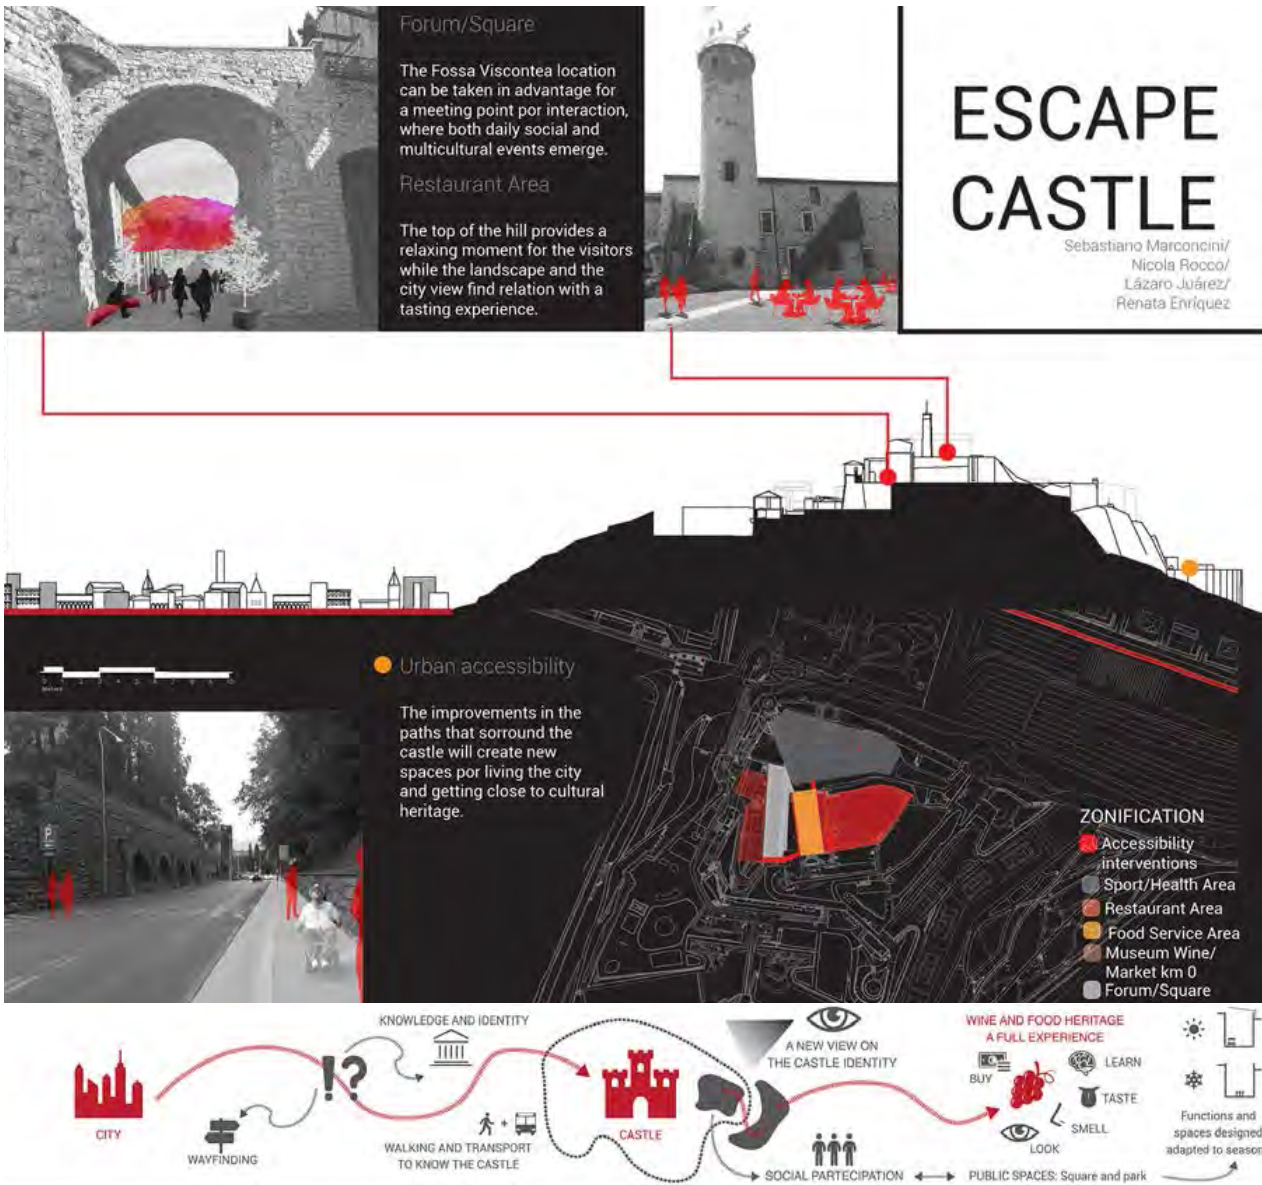 Forum/Square
The Fossa Viscontea location
can be taken in advantage for
a meeting point por interaction,
where both daily social and
multicultural events emerge.
Restaurant Area
The top of the hill provides a
relaxing moment for the visitors
while the landscape and the
city view find relation with a
tasting experience.
ESCAPE
CASTLE
Sebastiano Marconcini/
Nicola Rocco/
Lázaro Juárez/
Renata Enríquez
Urban accessibility
The improvements in the
paths that sorround the
castle will create new
spaces por living the city
and getting close to cultural
heritage.
P
ZONIFICATION
Accessibility
interventions
Sport/Health Area
Restaurant Area
Food Service Area
Museum Wine/
Market km 0
Forum/Square
CITY
WAYFINDING
!?
KNOWLEDGE AND IDENTITY
+
WALKING AND TRANSPORT
TO KNOW THE CASTLE
CASTLE
A NEW VIEW ON
THE CASTLE IDENTITY
SOCIAL PARTECIPATION
PUBLIC SPACES: Square and park
WINE AND FOOD HERITAGE
A FULL EXPERIENCE
BUY
LEARN
TASTE
SMELL
LOOK
Functions and
spaces designed
adapted to season